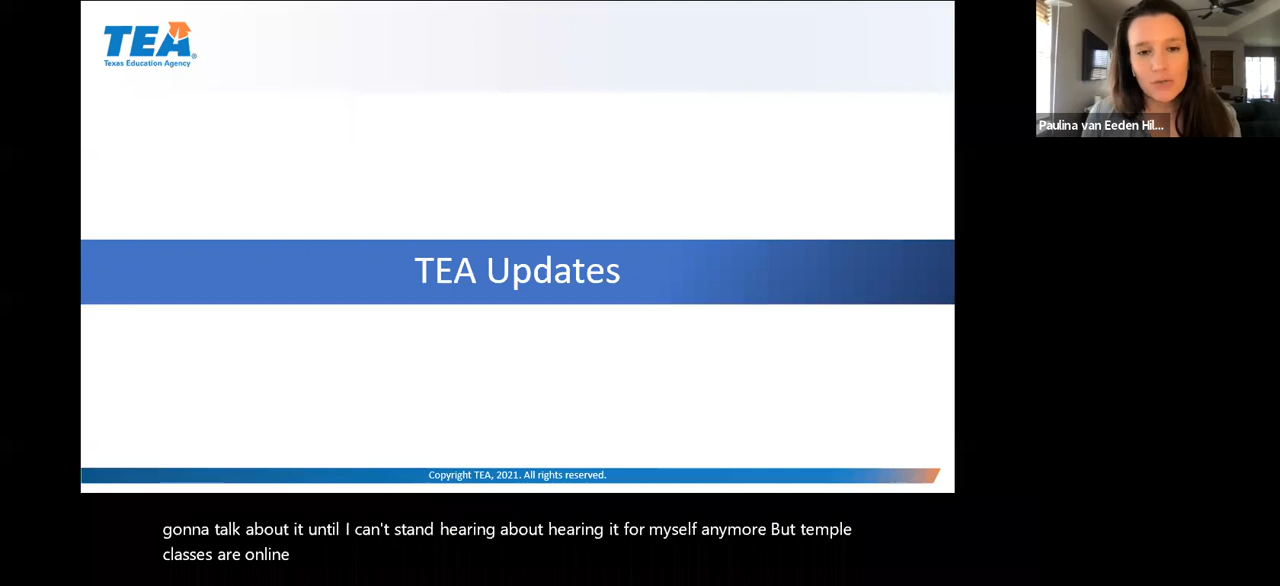 TEA
Texas Education Agency
Paulina van Eeden Hil...
TEA Updates
Copyright TEA, 2021. All rights reserved.
gonna talk about it until I can't stand hearing about hearing it for myself anymore But temple
classes are online